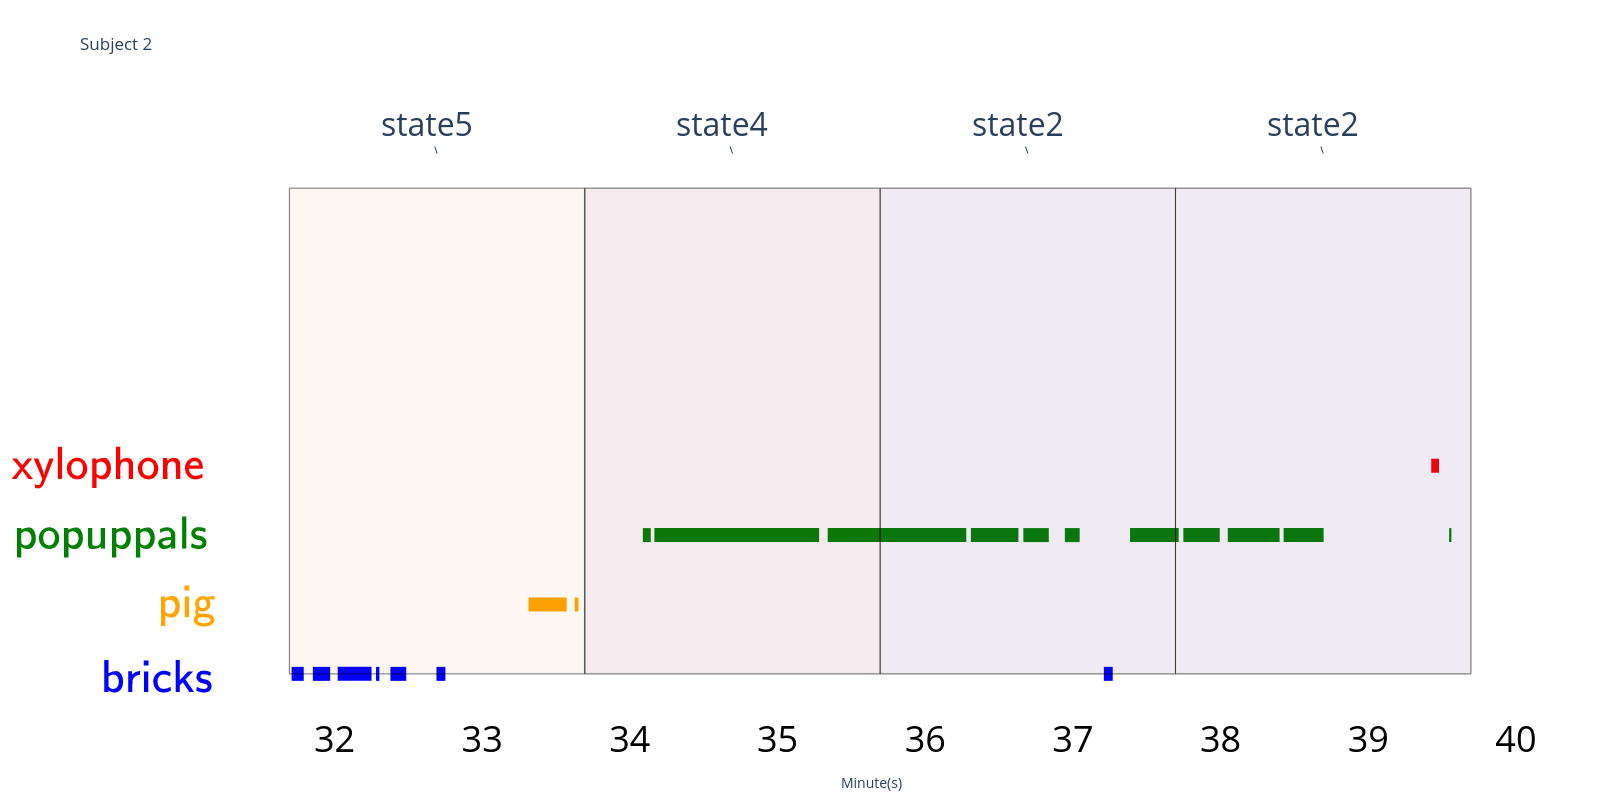 Subject 2
state5 state4 state2 state2
xylophone
popuppals
pig
bricks
32 33 34 35 36 37 38 39 40
Minute(s)